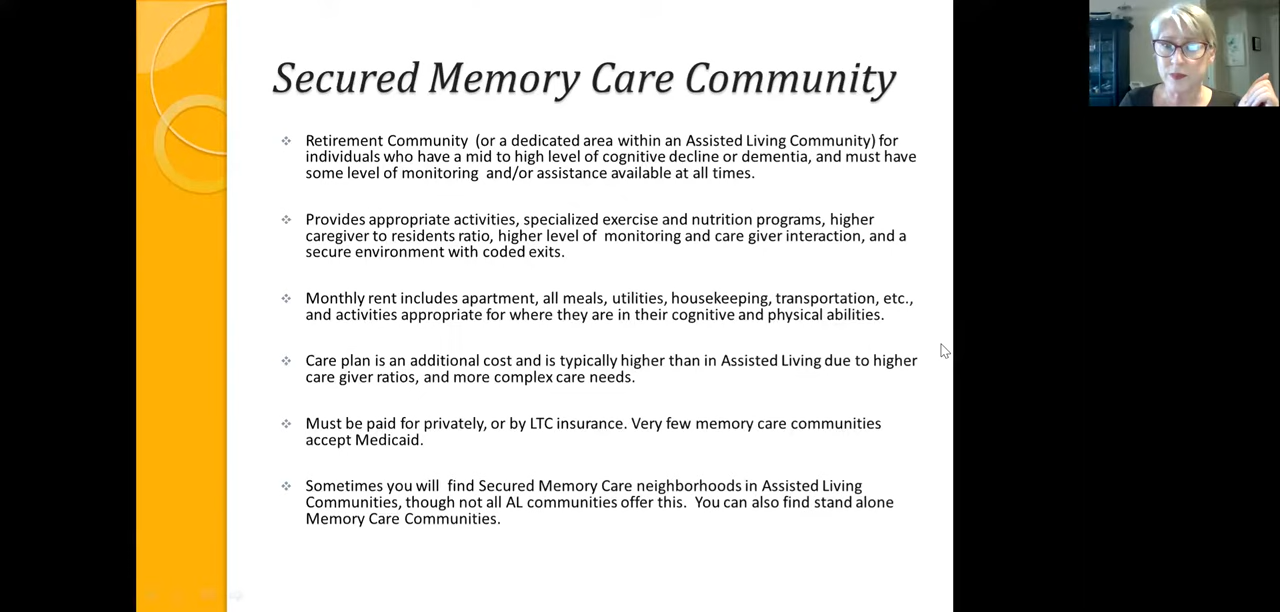 Secured Memory Care Community
Retirement Community (or a dedicated area within an Assisted Living Community) for
individuals who have a mid to high level of cognitive decline or dementia, and must have
some level of monitoring and/or assistance available at all times.
Provides appropriate activities, specialized exercise and nutrition programs, higher
caregiver to residents ratio, higher level of monitoring and care giver interaction, and a
secure environment with coded exits.
Monthly rent includes apartment, all meals, utilities, housekeeping, transportation, etc.,
and activities appropriate for where they are in their cognitive and physical abilities.
Care plan is an additional cost and is typically higher than in Assisted Living due to higher
care giver ratios, and more complex care needs.
Must be paid for privately, or by LTC insurance. Very few memory care communities
accept Medicaid.
Sometimes you will find Secured Memory Care neighborhoods in Assisted Living
Communities, though not all AL communities offer this. You can also find stand alone
Memory Care Communities.